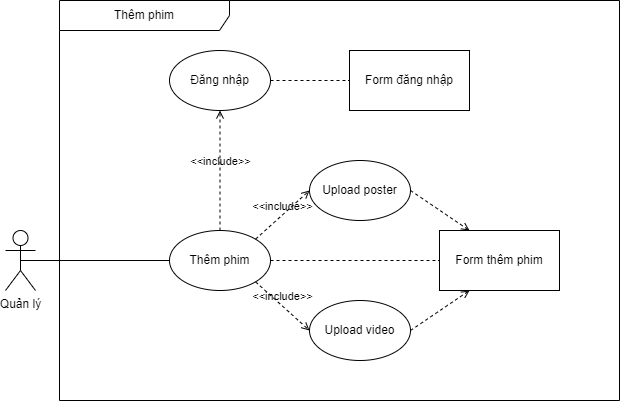 Thêm phim
Đăng nhập
Form đăng nhập
<<include>>
Upload poster
<<include>>
Thêm phim
Form thêm phim
Quản lý
<<include>>
Upload video